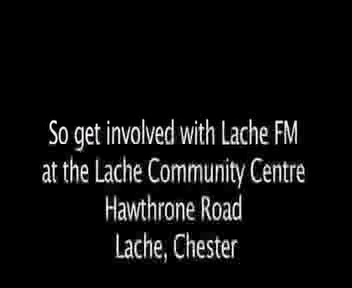 So get involved with Lache FM
at the Lache Community Centre
Hawthrone Road
Lache, Chester